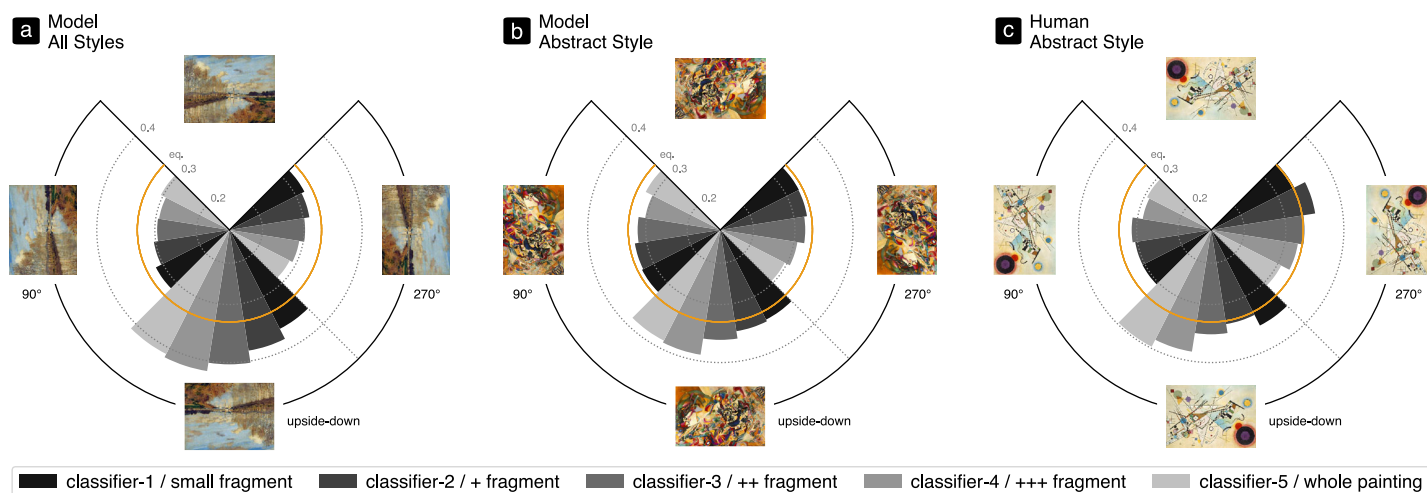 a Model
All Styles
0.4
eq.
0.3
0.2
90°
270°
upside-down
b Model
Abstract Style
0.4
eq.
0.3
0.2
90°
270°
upside-down
c Human
Abstract Style
0.4
eq.
0.3
0.2
90°
270°
upside-down
classifier-1 / small fragment classifier-2 / + fragment classifier-3 / ++ fragment classifier-4 / +++ fragment classifier-5 / whole painting